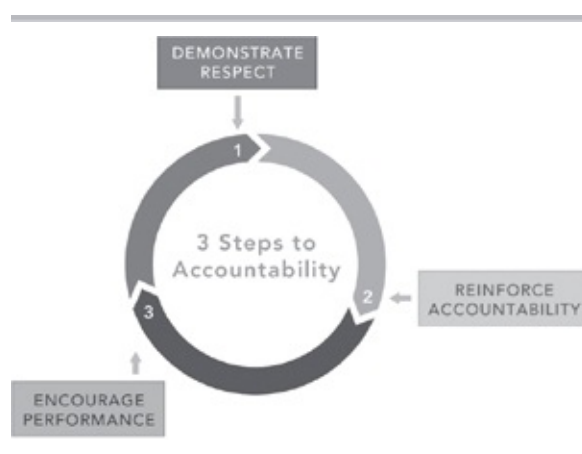 DEMONSTRATE
RESPECT
1
3 Steps to
Accountability
2
REINFORCE
ACCOUNTABILITY
3
ENCOURAGE
PERFORMANCE